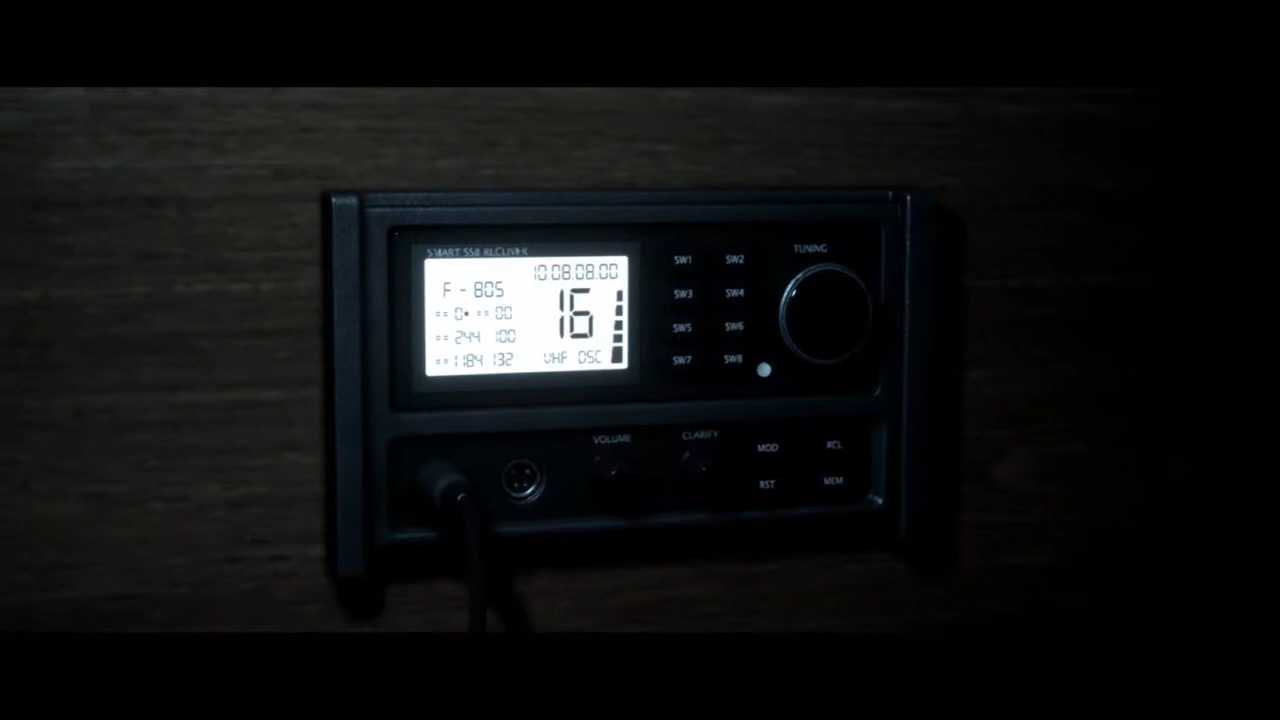 SMART SSB RECEIVER
10:08:08:00
F - 805
16
== 0• == 00
== 244 100
== 1184 132
VHF DSC
TUNING
SW1 SW2
SW3 SW4
SW5 SW6
SW7 SW8
VOLUME
CLARIFY
MOD RCL
RST MEM